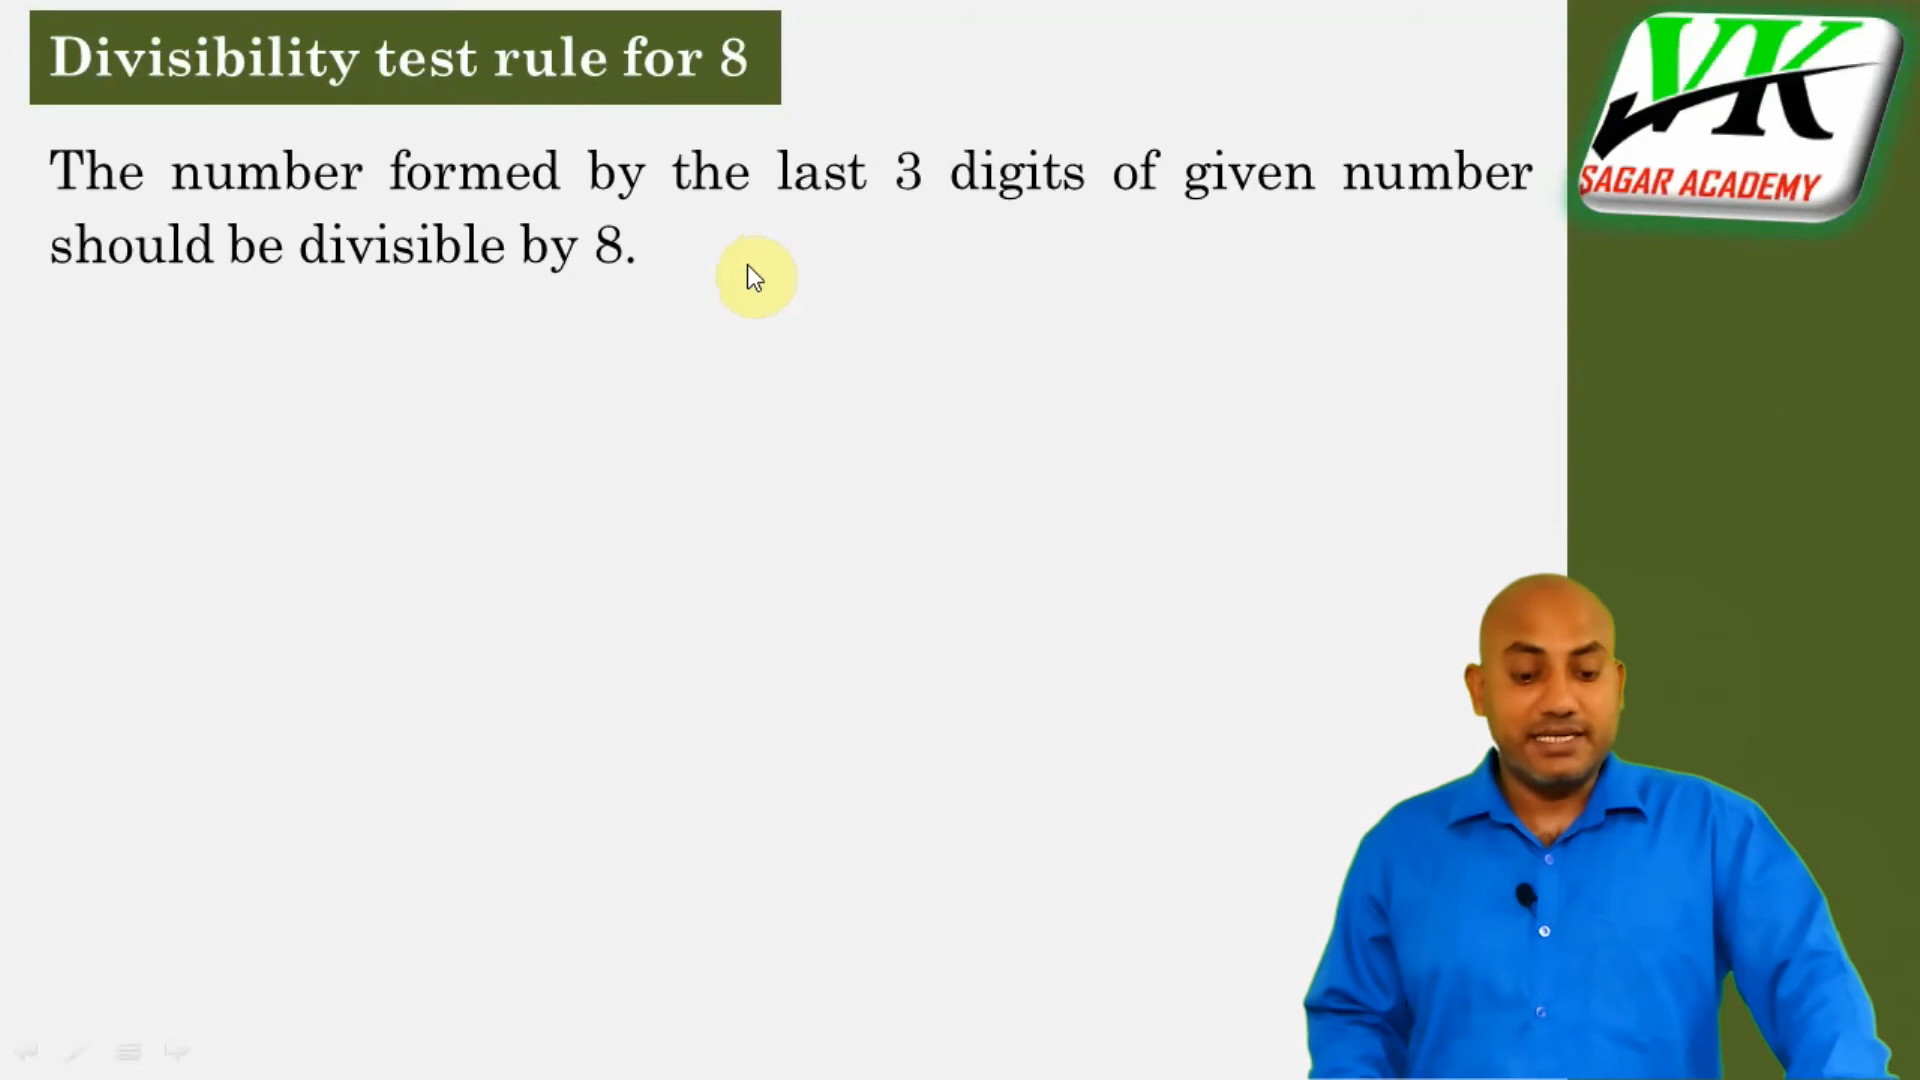 Divisibility test rule for 8
The number formed by the last 3 digits of given number
should be divisible by 8.
VK
SAGAR ACADEMY